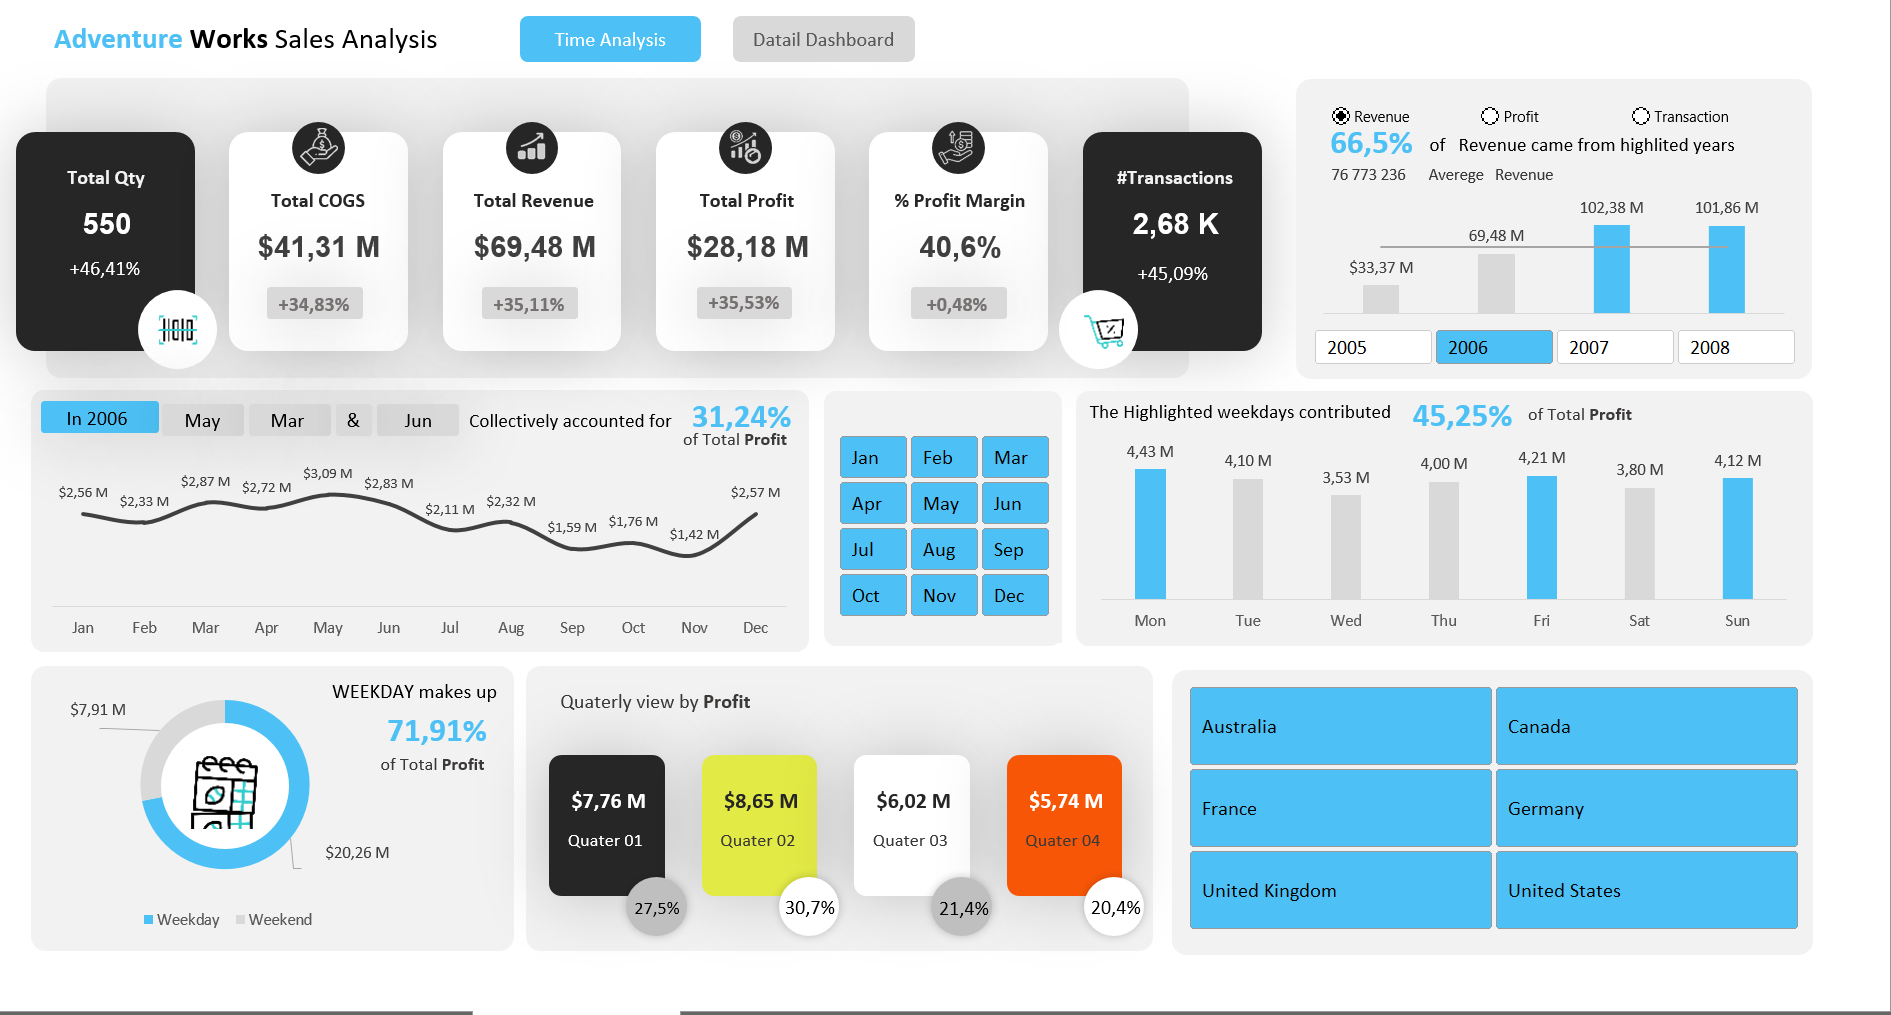 Adventure Works Sales Analysis
Time Analysis
Datail Dashboard
Total Qty
550
+46,41%
Total COGS
$41,31 M
+34,83%
Total Revenue
$69,48 M
+35,11%
Total Profit
$28,18 M
+35,53%
% Profit Margin
40,6%
+0,48%
#Transactions
2,68 K
+45,09%
Revenue
Profit
Transaction
66,5% of Revenue came from highlited years
76 773 236 Averege Revenue
$33,37 M
69,48 M
102,38 M
101,86 M
2005
2006
2007
2008
In 2006
May
Mar
&
Jun
Collectively accounted for 31,24%
of Total Profit
$2,56 M
$2,33 M
$2,87 M
$2,72 M
$3,09 M
$2,83 M
$2,11 M
$2,32 M
$1,59 M
$1,76 M
$1,42 M
$2,57 M
Jan
Feb
Mar
Apr
May
Jun
Jul
Aug
Sep
Oct
Nov
Dec
Jan
Feb
Mar
Apr
May
Jun
Jul
Aug
Sep
Oct
Nov
Dec
The Highlighted weekdays contributed 45,25% of Total Profit
4,43 M
4,10 M
3,53 M
4,00 M
4,21 M
3,80 M
4,12 M
Mon
Tue
Wed
Thu
Fri
Sat
Sun
WEEKDAY makes up
71,91%
of Total Profit
$7,91 M
$20,26 M
Weekday
Weekend
Quaterly view by Profit
$7,76 M
Quater 01
27,5%
$8,65 M
Quater 02
30,7%
$6,02 M
Quater 03
21,4%
$5,74 M
Quater 04
20,4%
Australia
Canada
France
Germany
United Kingdom
United States